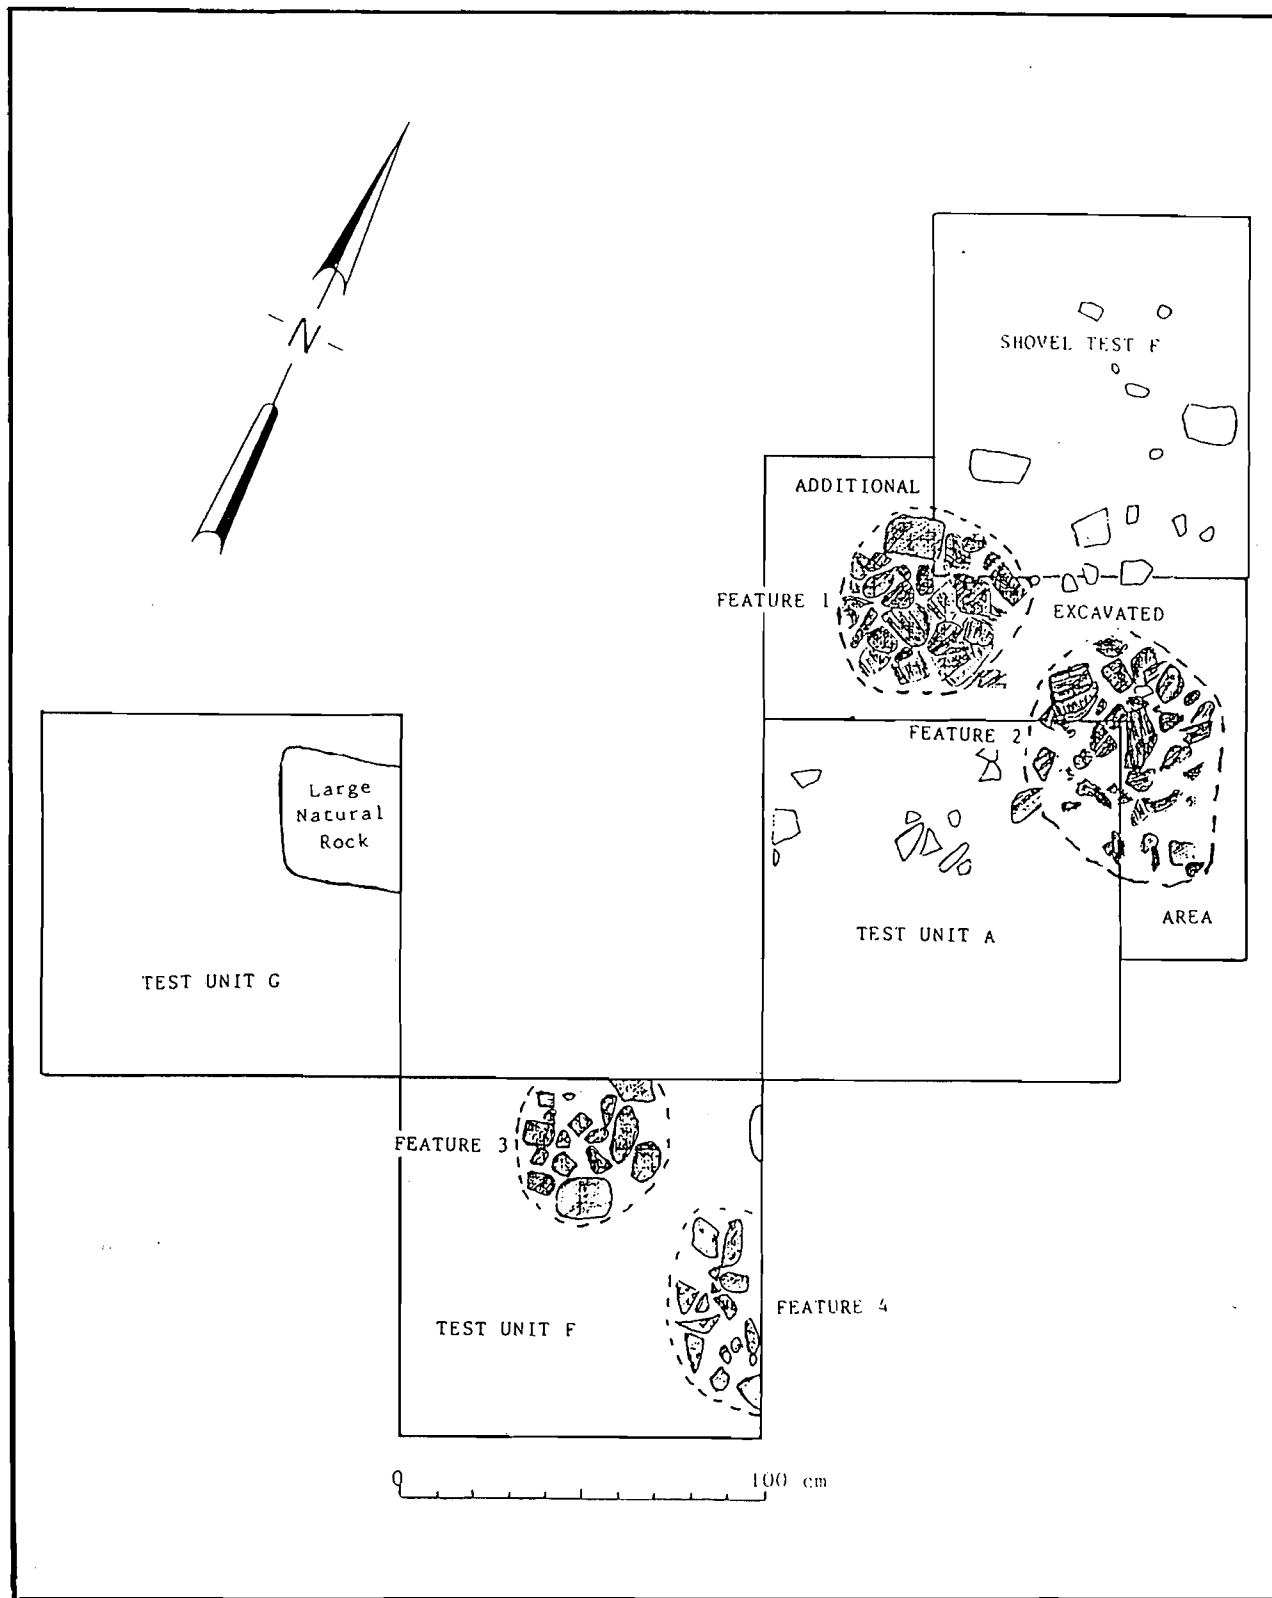 N
SHOVEL TEST F
ADDITIONAL
FEATURE 1
EXCAVATED
FEATURE 2
Large
Natural
Rock
AREA
TEST UNIT A
TEST UNIT G
FEATURE 3
FEATURE 4
TEST UNIT F
0 100 cm